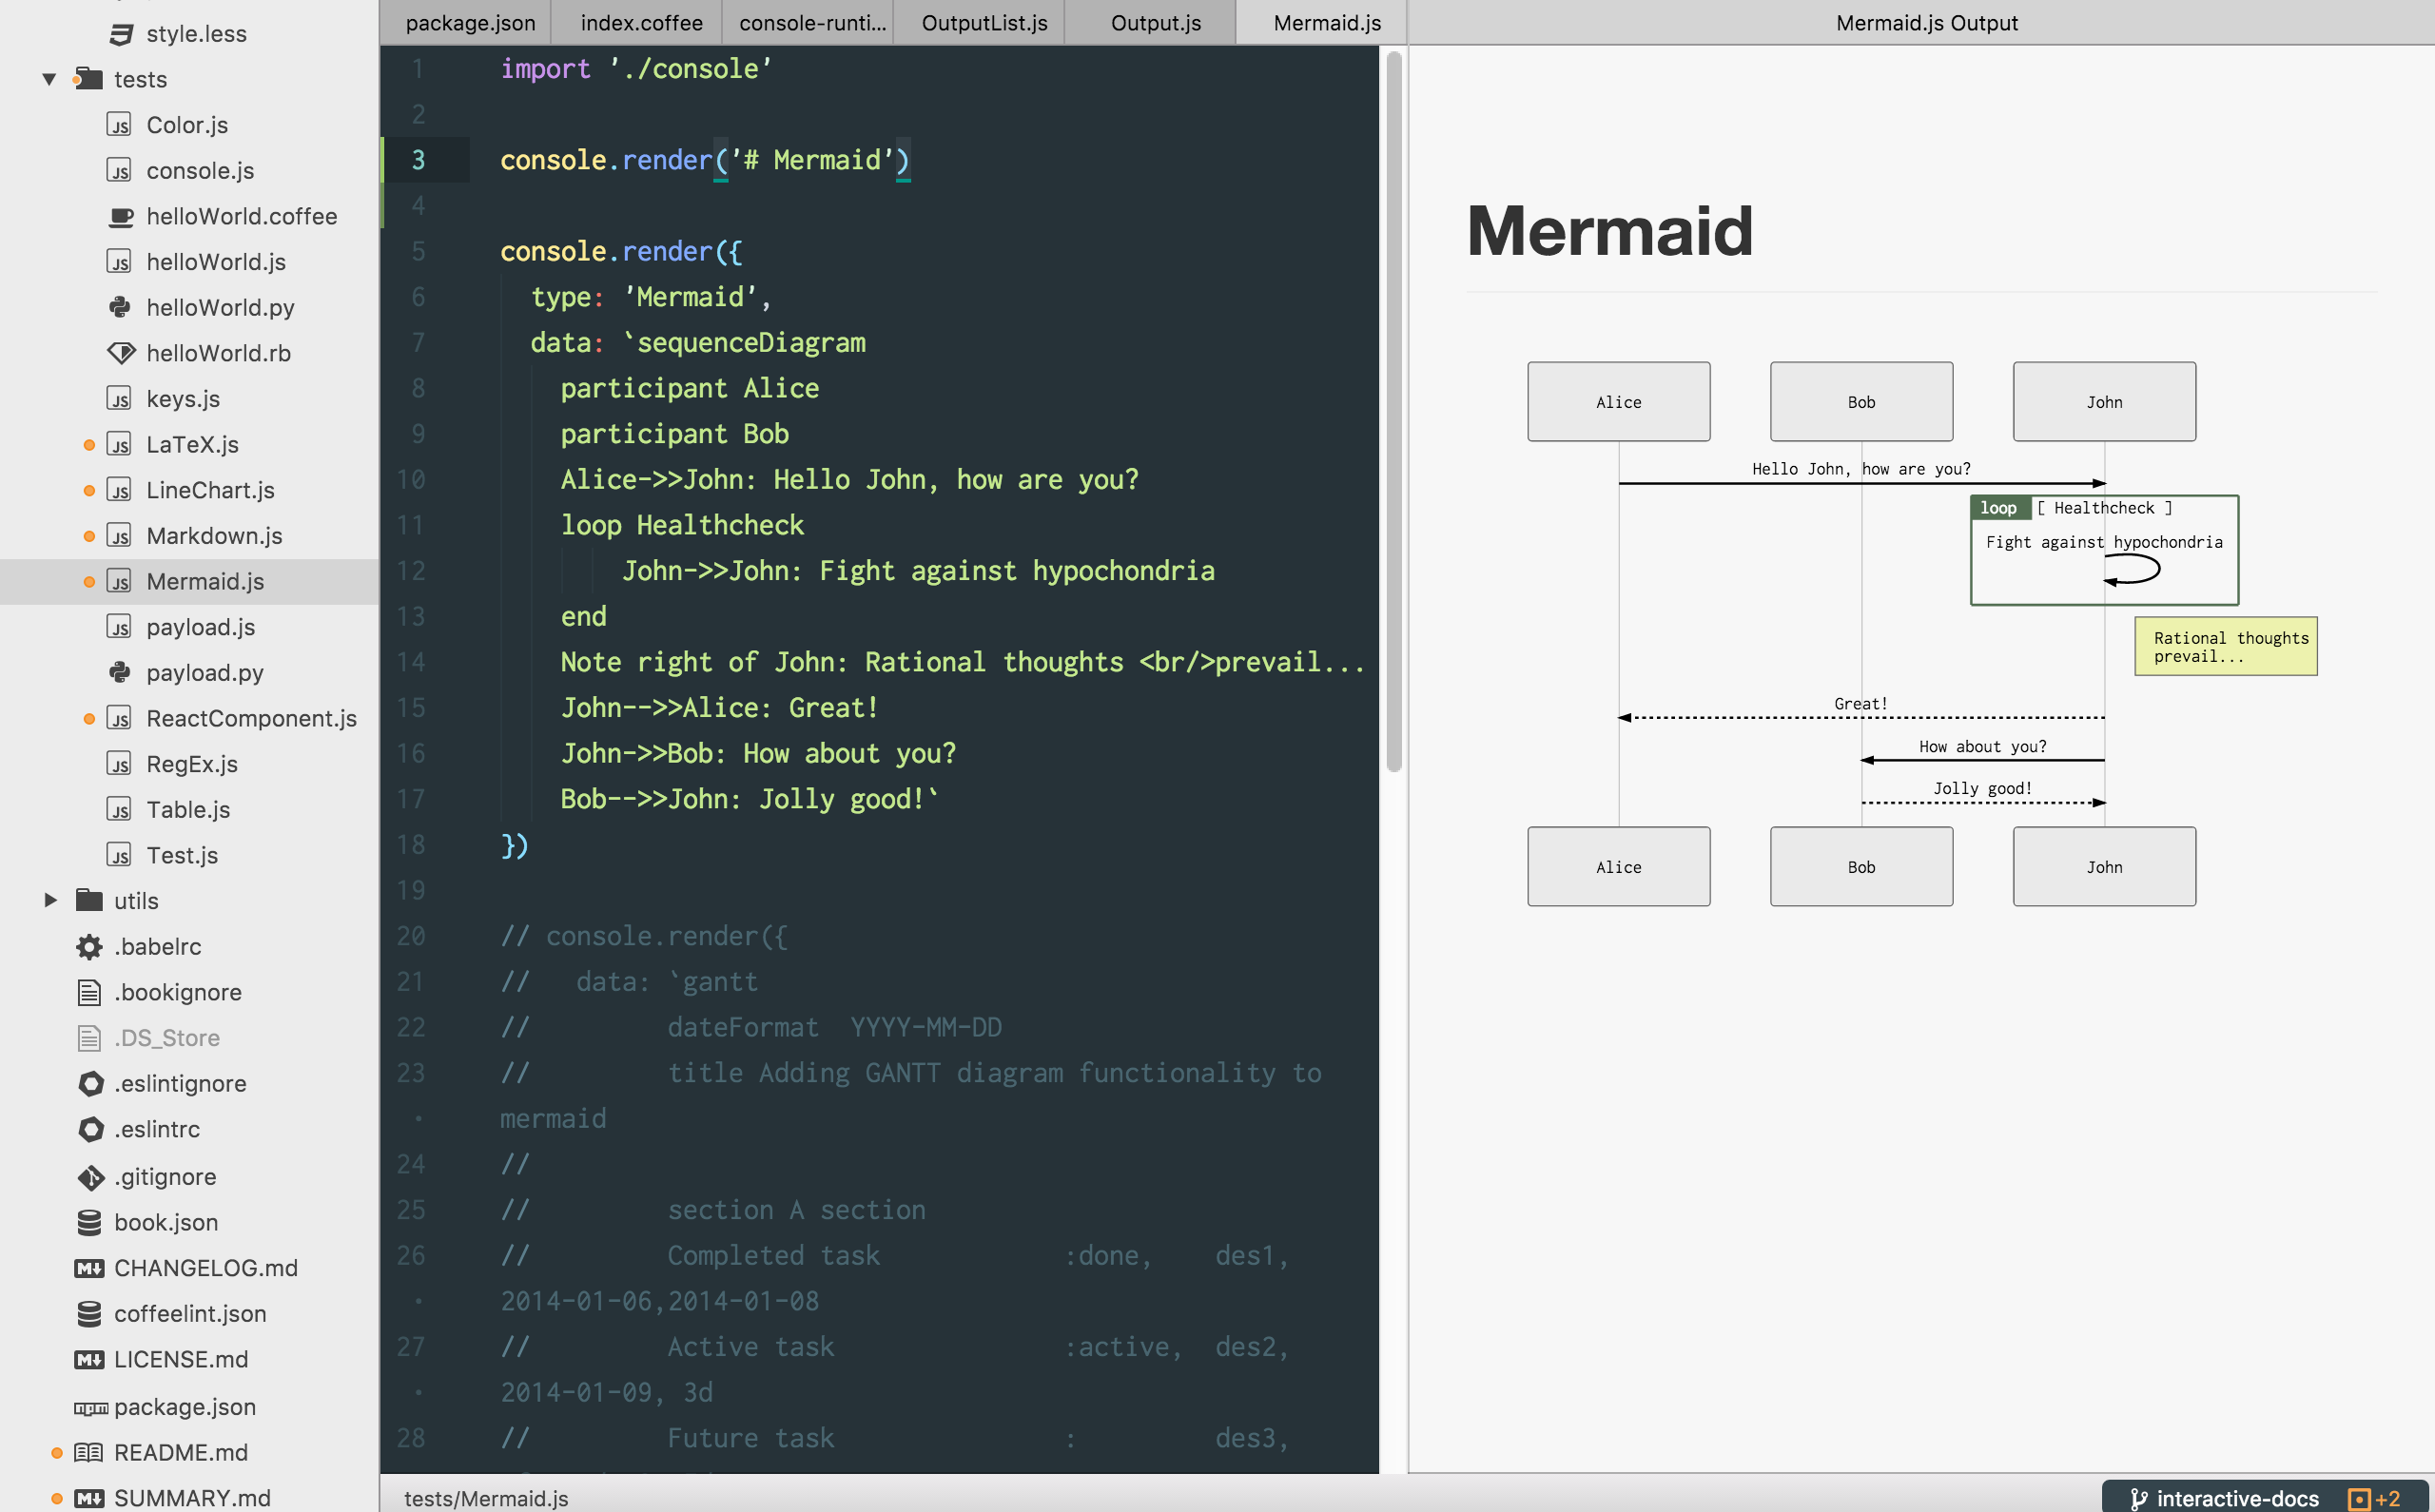 style.less
tests
Color.js
console.js
helloWorld.coffee
helloWorld.js
helloWorld.py
helloWorld.rb
keys.js
LaTeX.js
LineChart.js
Markdown.js
Mermaid.js
payload.js
payload.py
ReactComponent.js
RegEx.js
Table.js
Test.js
utils
.babelrc
.bookignore
.DS_Store
.eslintignore
.eslintrc
.gitignore
book.json
CHANGELOG.md
coffeelint.json
LICENSE.md
package.json
README.md
SUMMARY.md
package.json index.coffee console-runti... OutputList.js Output.js Mermaid.js
1 import './console'
2
3 console.render('# Mermaid')
4
5 console.render({
6 type: 'Mermaid',
7 data: `sequenceDiagram
8 participant Alice
9 participant Bob
10 Alice->>John: Hello John, how are you?
11 loop Healthcheck
12 John->>John: Fight against hypochondria
13 end
14 Note right of John: Rational thoughts <br/>prevail...
15 John-->>Alice: Great!
16 John->>Bob: How about you?
17 Bob-->>John: Jolly good!`
18 })
19
20 // console.render({
21 // data: `gantt
22 // dateFormat YYYY-MM-DD
23 // title Adding GANTT diagram functionality to
• mermaid
24 //
25 // section A section
26 // Completed task :done, des1,
• 2014-01-06,2014-01-08
27 // Active task :active, des2,
• 2014-01-09, 3d
28 // Future task : des3,
tests/Mermaid.js
Mermaid.js Output
Mermaid
Alice Bob John
Hello John, how are you?
loop [ Healthcheck ]
Fight against hypochondria
Rational thoughts
prevail...
Great!
How about you?
Jolly good!
Alice Bob John
interactive-docs +2